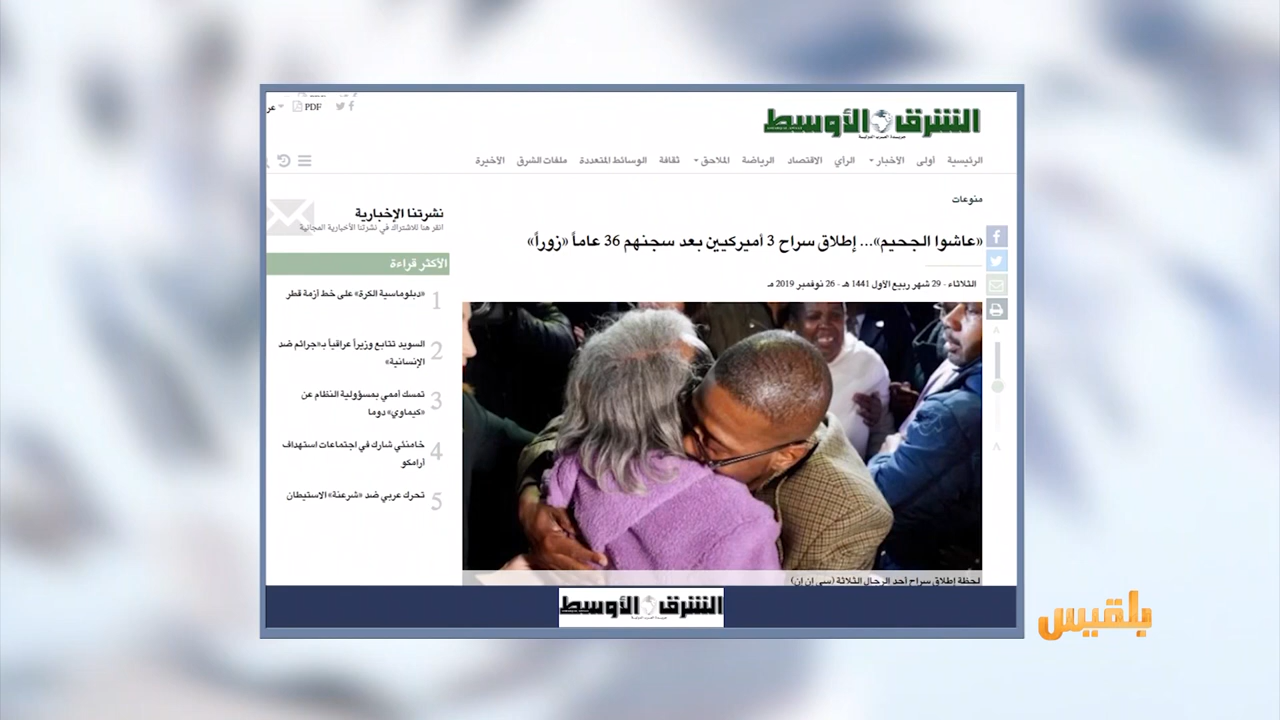 عر
PDF
الشرق الأوسط
جريدة العرب الدولية
الرئيسية
أولى
الأخبار
الرأي
الاقتصاد
الرياضة
الملاحق
ثقافة
الوسائط المتعددة
ملفات الشرق
الأخيرة
منوعات
«عاشوا الجحيم»... إطلاق سراح 3 أميركيين بعد سجنهم 36 عاماً «زوراً»
الثلاثاء - 29 شهر ربيع الأول 1441 هـ - 26 نوفمبر 2019 مـ
لحظة إطلاق سراح أحد الرجال الثلاثة (سي إن إن)
نشرتنا الإخبارية
انقر هنا للاشتراك في نشرتنا الأخبارية المجانية
الأكثر قراءة
1 «دبلوماسية الكرة» على خط أزمة قطر
2 السويد تتابع وزيراً عراقياً بـ«جرائم ضد
الإنسانية»
3 تمسك أممي بمسؤولية النظام عن
«كيماوي» دوما
4 خامنئي شارك في اجتماعات استهداف
أرامكو
5 تحرك عربي ضد «شرعنة» الاستيطان
الشرق الأوسط
بلقيس